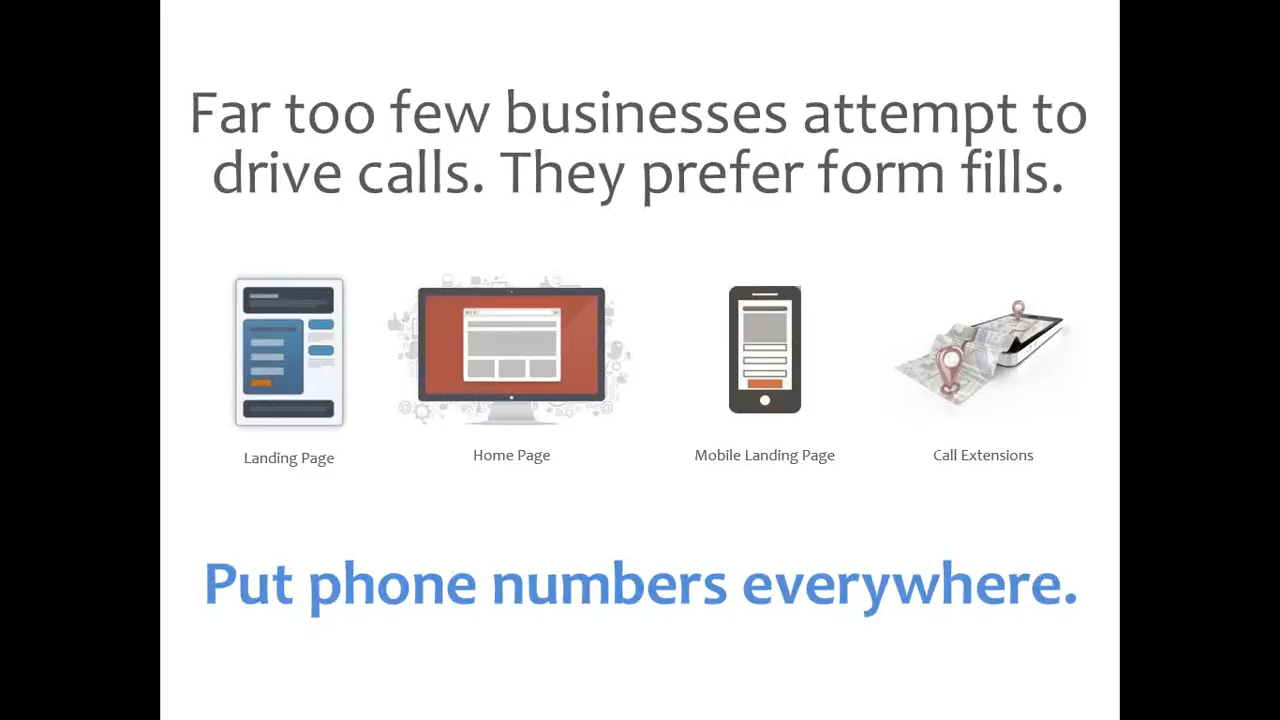 Far too few businesses attempt to
drive calls. They prefer form fills.
Landing Page
Home Page
Mobile Landing Page
Call Extensions
Put phone numbers everywhere.